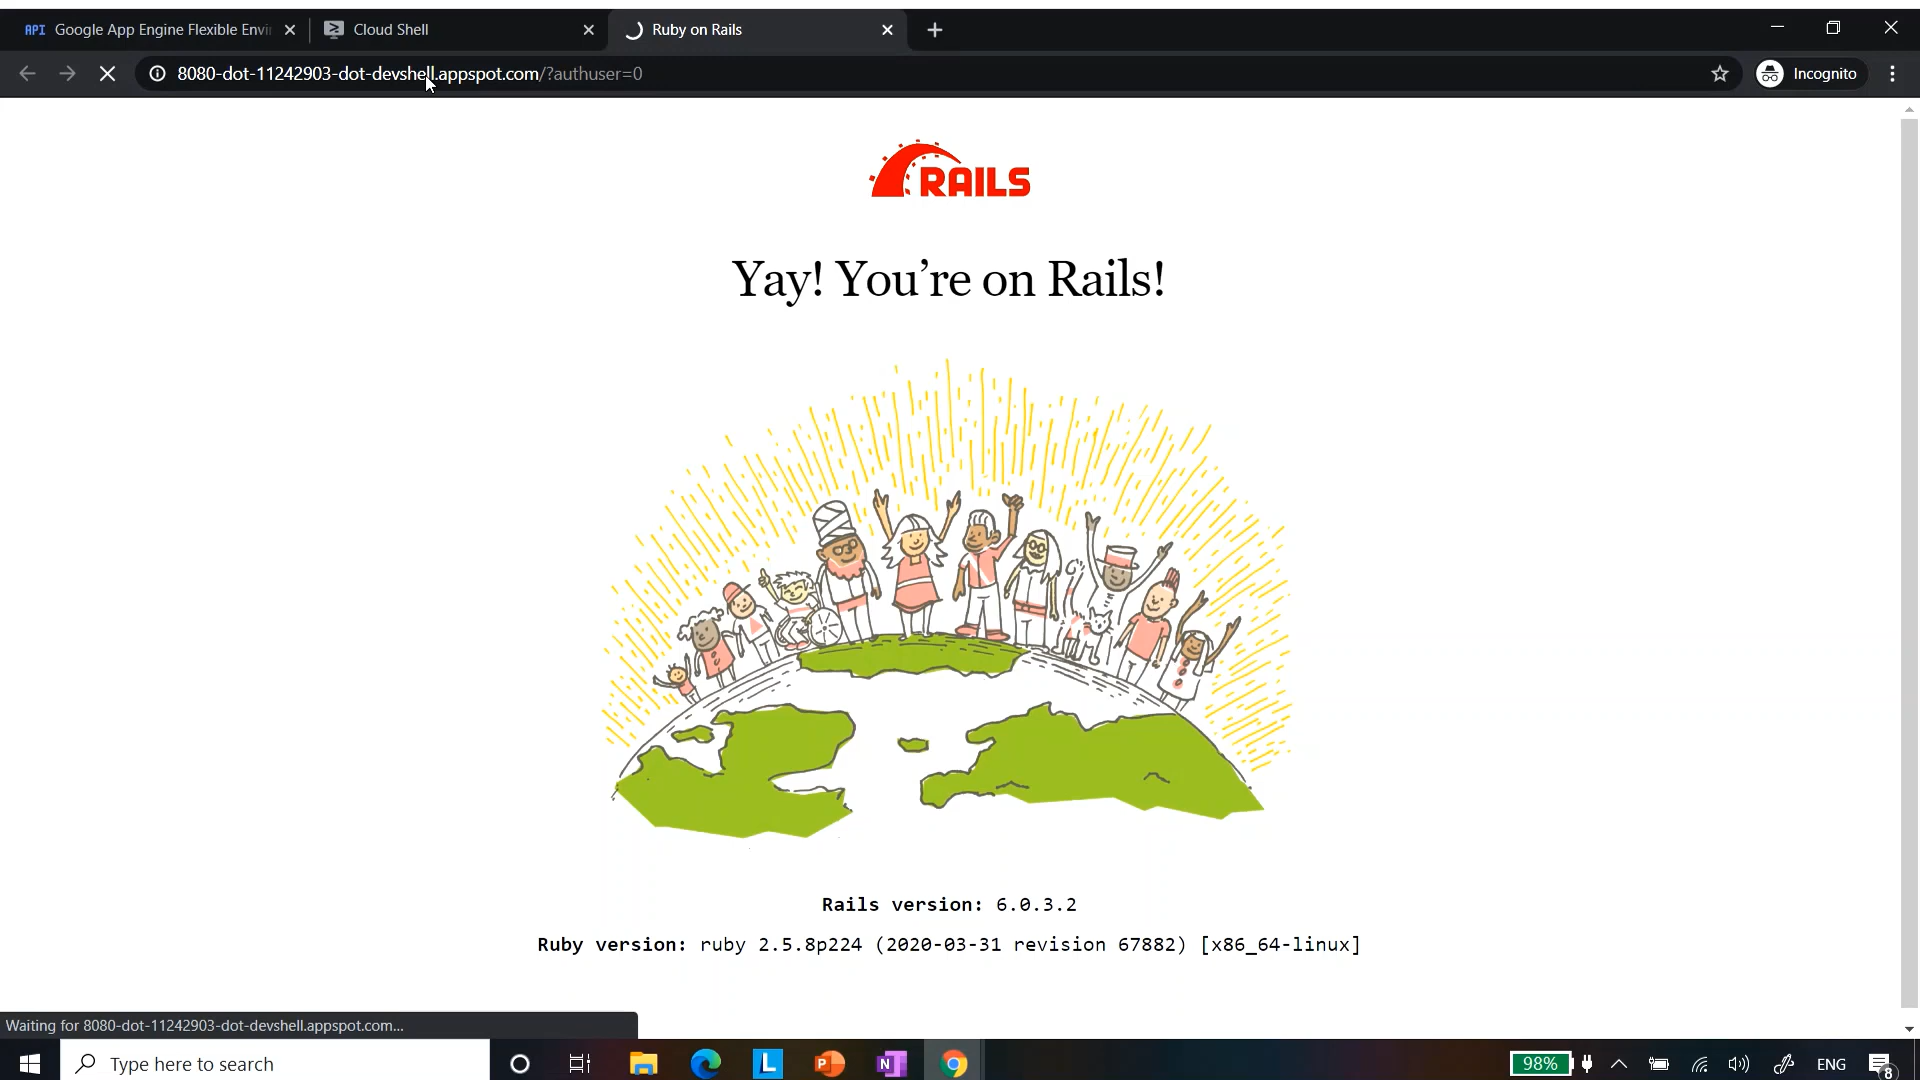 API Google App Engine Flexible Envi
Cloud Shell
Ruby on Rails
8080-dot-11242903-dot-devshell.appspot.com/?authuser=0
Incognito
RAILS
Yay! You’re on Rails!
Rails version: 6.0.3.2
Ruby version: ruby 2.5.8p224 (2020-03-31 revision 67882) [x86_64-linux]
Waiting for 8080-dot-11242903-dot-devshell.appspot.com...
Type here to search
L
P
N
98%
ENG
8